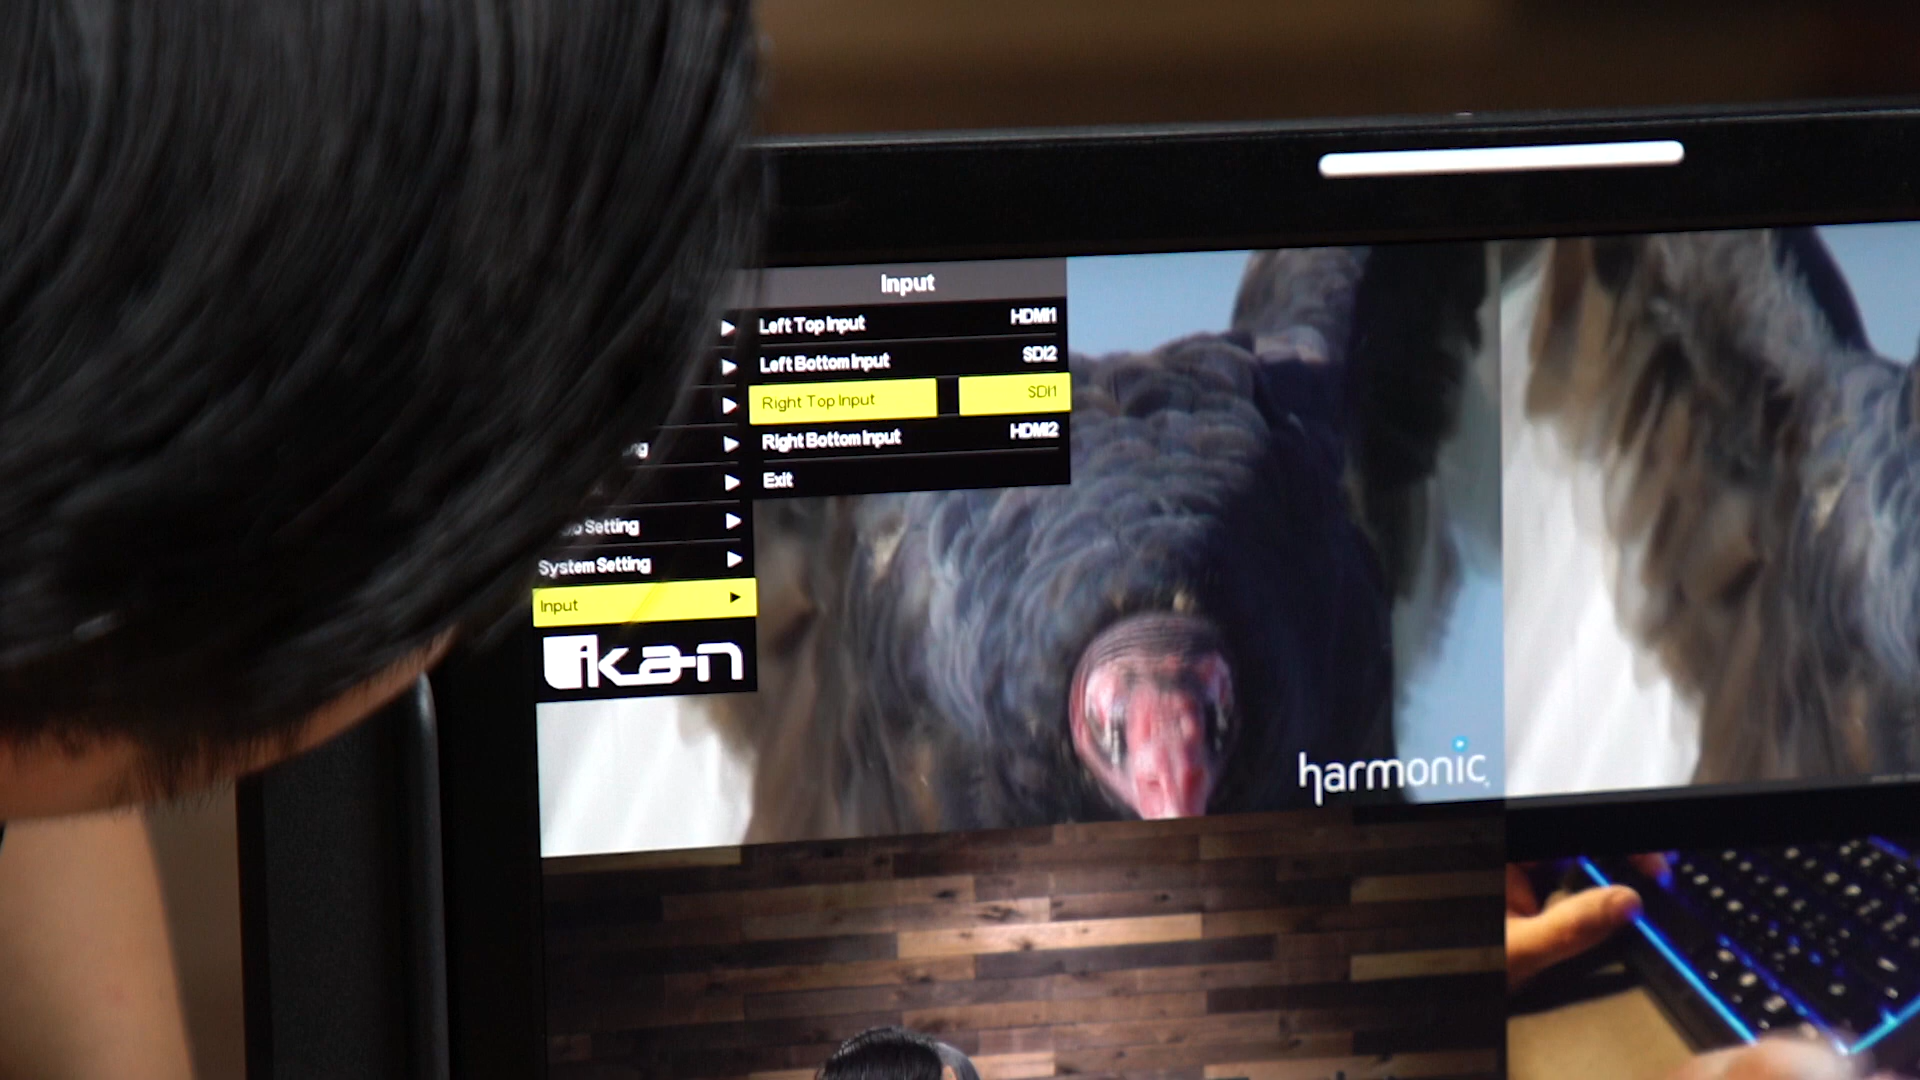 Input
Left Top Input HDMI1
Left Bottom Input SDI2
Right Top Input SDI1
Right Bottom Input HDMI2
Exit
Setting
System Setting
Input
ikan
harmonic